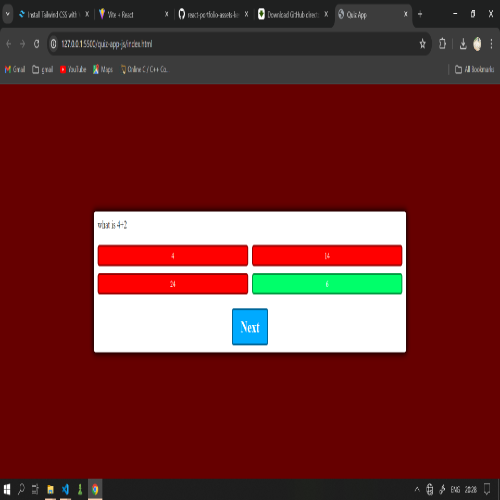 Install Tailwind CSS with
Vite + React
react-portfolio-assets-kit
Download GitHub direct
Quiz App
127.0.0.1:5500/quiz-app-js/index.html
Gmail
gmail
YouTube
Maps
Online C / C++ Co...
All Bookmarks
what is 4+2
4
14
24
6
Next
ENG
20:28